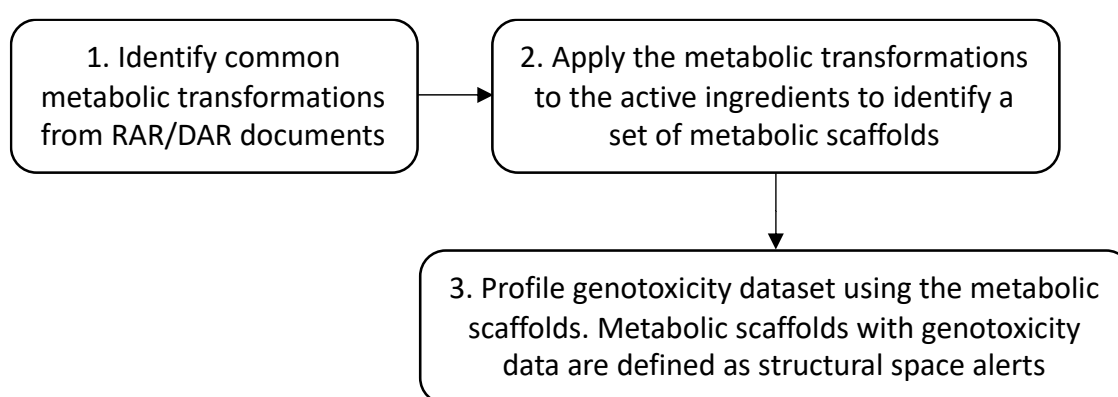 1. Identify common
metabolic transformations
from RAR/DAR documents
2. Apply the metabolic transformations
to the active ingredients to identify a
set of metabolic scaffolds
3. Profile genotoxicity dataset using the metabolic
scaffolds. Metabolic scaffolds with genotoxicity
data are defined as structural space alerts